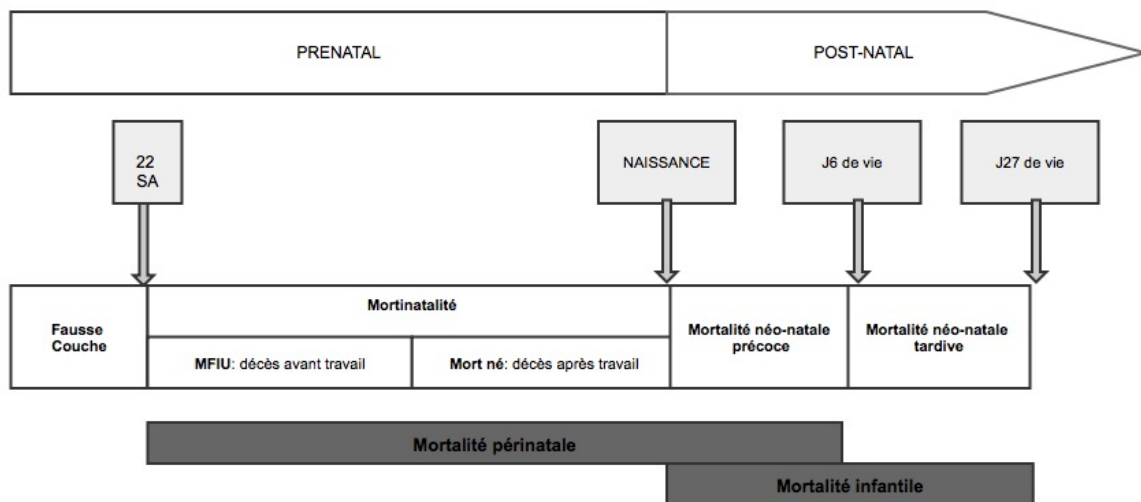 PRENATAL
POST-NATAL
22
SA
NAISSANCE
J6 de vie
J27 de vie
Fausse
Couche
Mortinatalité
MFIU: décès avant travail
Mort né: décès après travail
Mortalité néo-natale
précoce
Mortalité néo-natale
tardive
Mortalité périnatale
Mortalité infantile